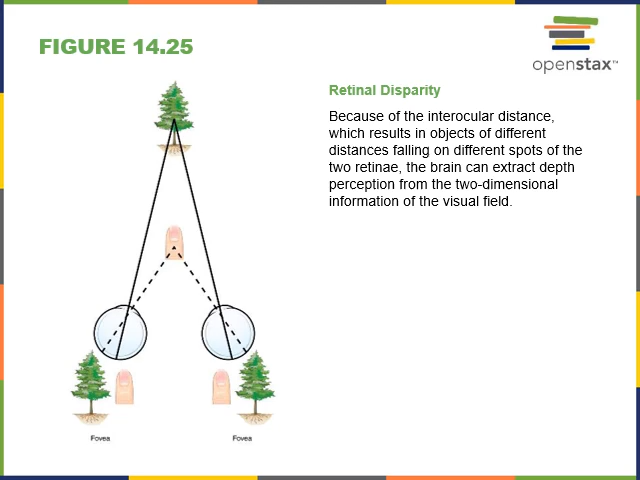 FIGURE 14.25
openstax™
Retinal Disparity
Because of the interocular distance,
which results in objects of different
distances falling on different spots of the
two retinae, the brain can extract depth
perception from the two-dimensional
information of the visual field.
Fovea
Fovea